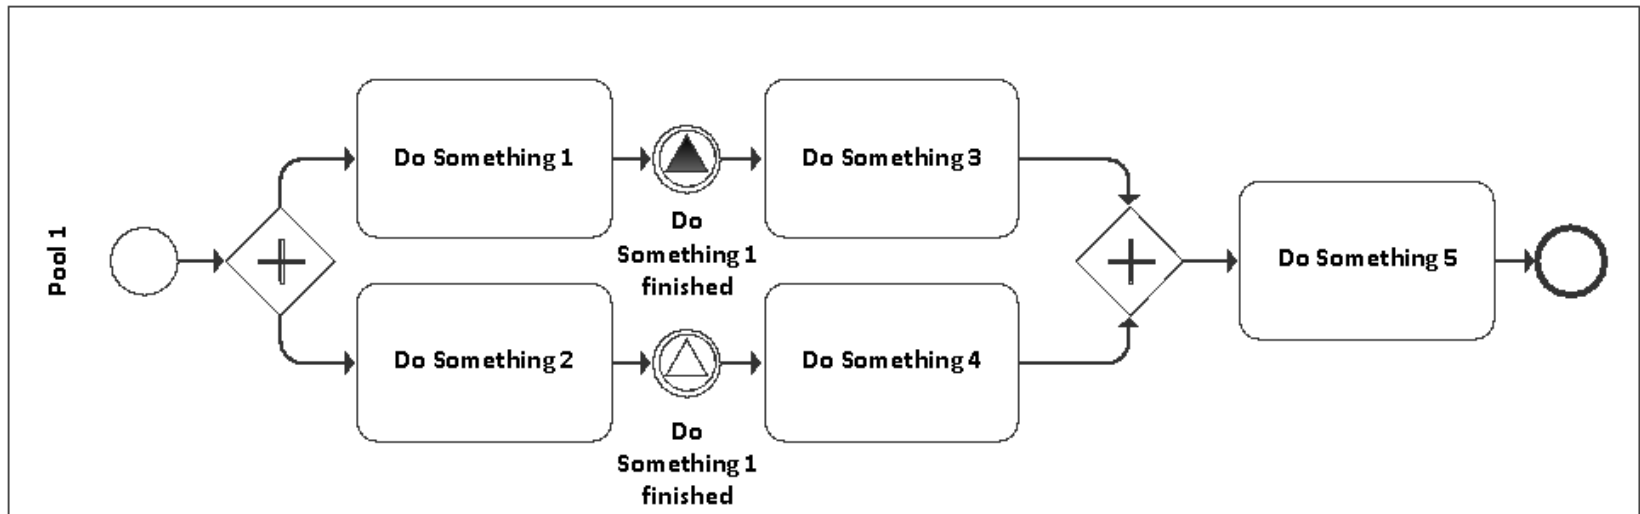 Pool 1
Do Something 1
Do
Something 1
finished
Do Something 3
Do Something 2
Do
Something 1
finished
Do Something 4
Do Something 5